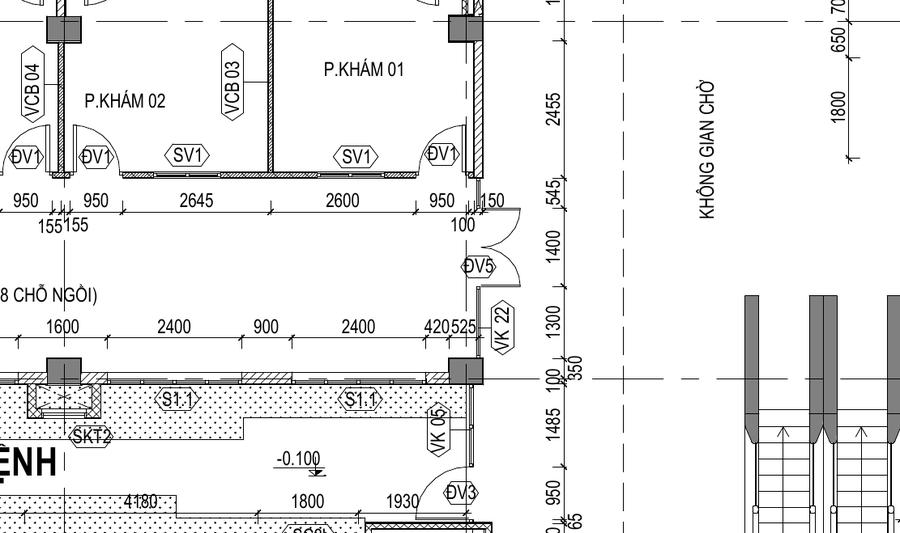 70
650
1800
KHÔNG GIAN CHỜ
VCB 04
VCB 03
P.KHÁM 01
P.KHÁM 02
2455
ĐV1
ĐV1
SV1
SV1
ĐV1
950
950
2645
2600
950
150
155
155
100
545
1400
ĐV5
8 CHỖ NGỒI)
1600
2400
900
2400
420
525
VK 22
1300
350
100
S1.1
S1.1
VK 05
1485
SKT2
ỆNH
-0.100
4180
1800
1930
ĐV3
950
65